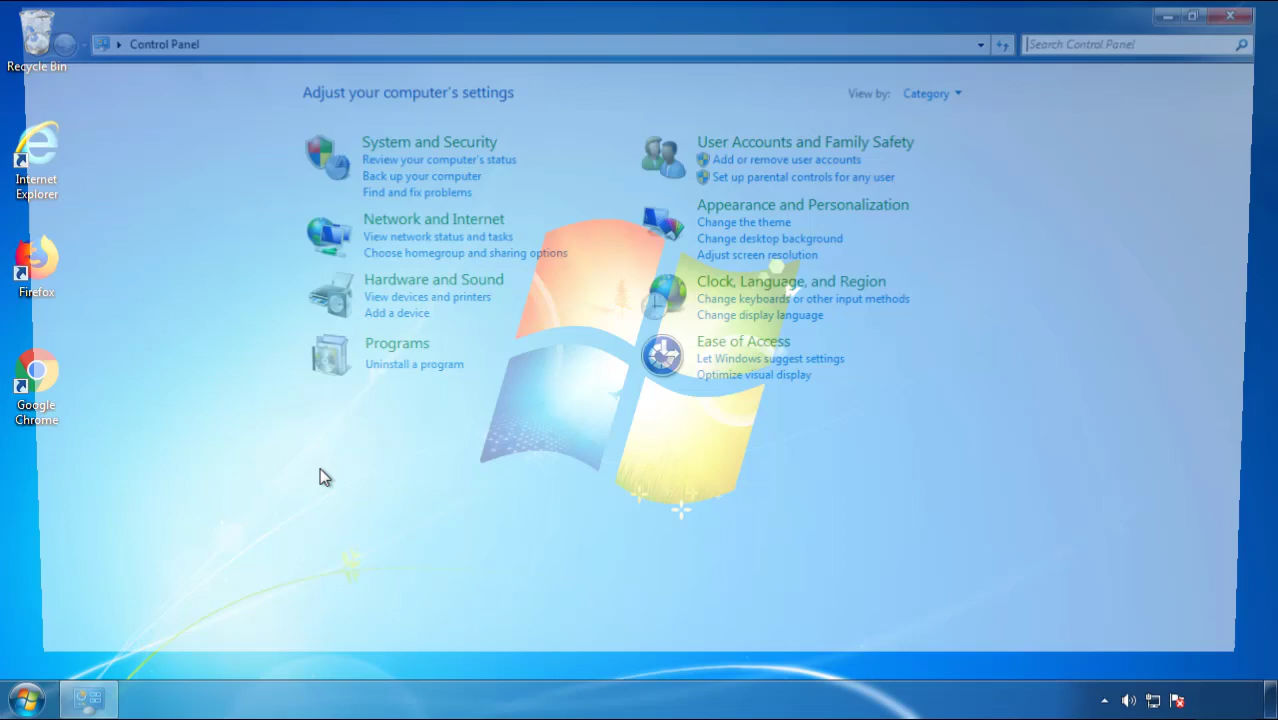 Recycle Bin
Internet
Explorer
Firefox
Google
Chrome
Control Panel
Search Control Panel
Adjust your computer's settings
View by: Category
System and Security
Review your computer's status
Back up your computer
Find and fix problems
Network and Internet
View network status and tasks
Choose homegroup and sharing options
Hardware and Sound
View devices and printers
Add a device
Programs
Uninstall a program
User Accounts and Family Safety
Add or remove user accounts
Set up parental controls for any user
Appearance and Personalization
Change the theme
Change desktop background
Adjust screen resolution
Clock, Language, and Region
Change keyboards or other input methods
Change display language
Ease of Access
Let Windows suggest settings
Optimize visual display